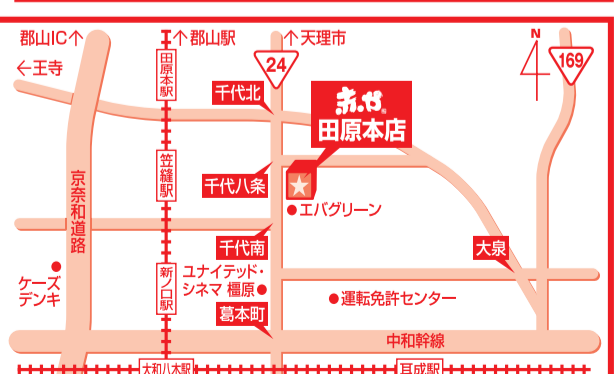 郡山IC↑
↑郡山駅
↑天理市
N
←王寺
24
169
田原本駅
千代北
赤のれん
田原本店
笠縫駅
千代八条
京奈和道路
エバグリーン
千代南
大泉
ケーズ
デンキ
新ノ口駅
ユナイテッド・
シネマ 橿原
運転免許センター
葛本町
中和幹線
大和八木駅
耳成駅